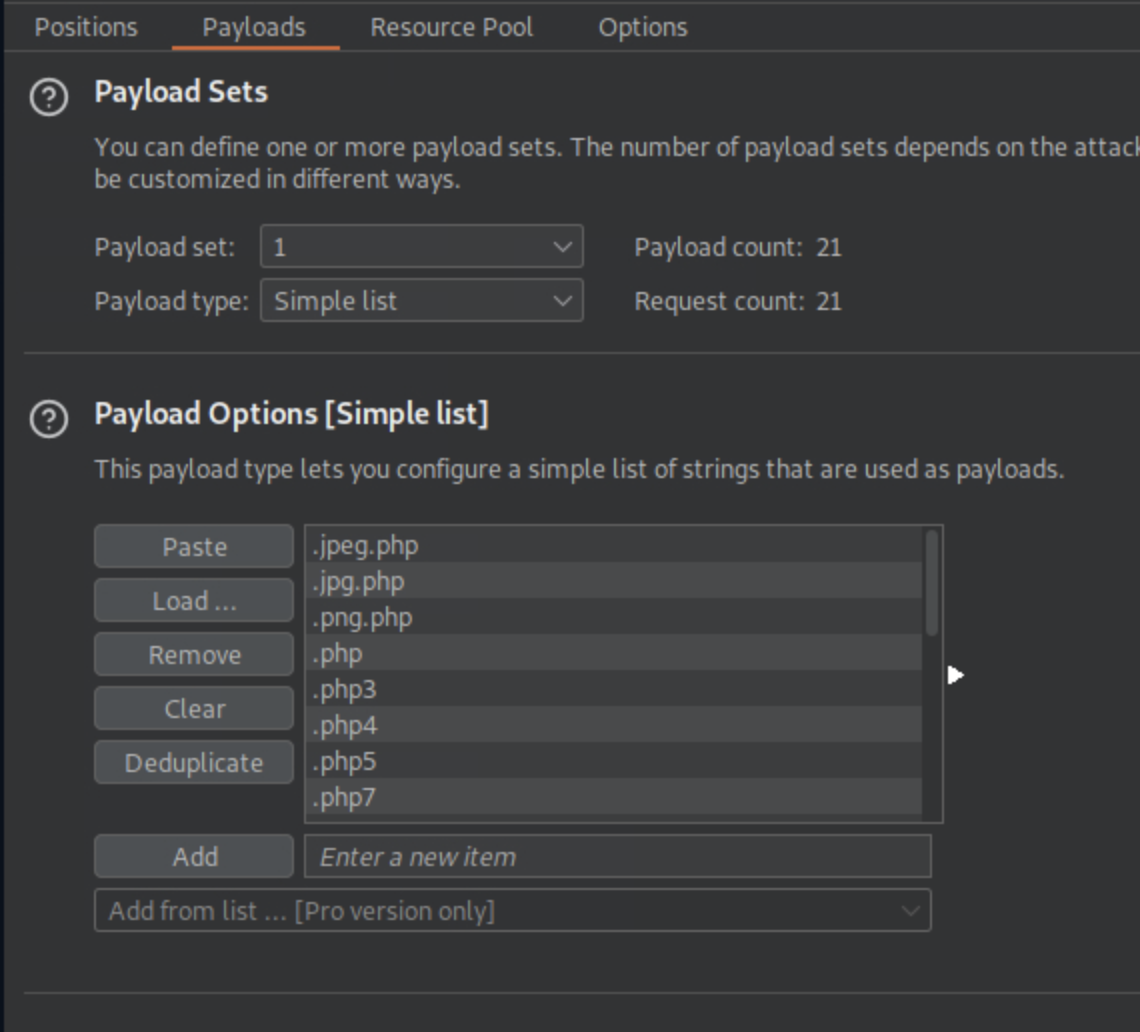 Positions Payloads Resource Pool Options
Payload Sets
You can define one or more payload sets. The number of payload sets depends on the attack
be customized in different ways.
Payload set: 1 Payload count: 21
Payload type: Simple list Request count: 21
Payload Options [Simple list]
This payload type lets you configure a simple list of strings that are used as payloads.
Paste .jpeg.php
Load ... .jpg.php
.png.php
Remove .php
Clear .php3
.php4
Deduplicate .php5
.php7
Add Enter a new item
Add from list ... [Pro version only]